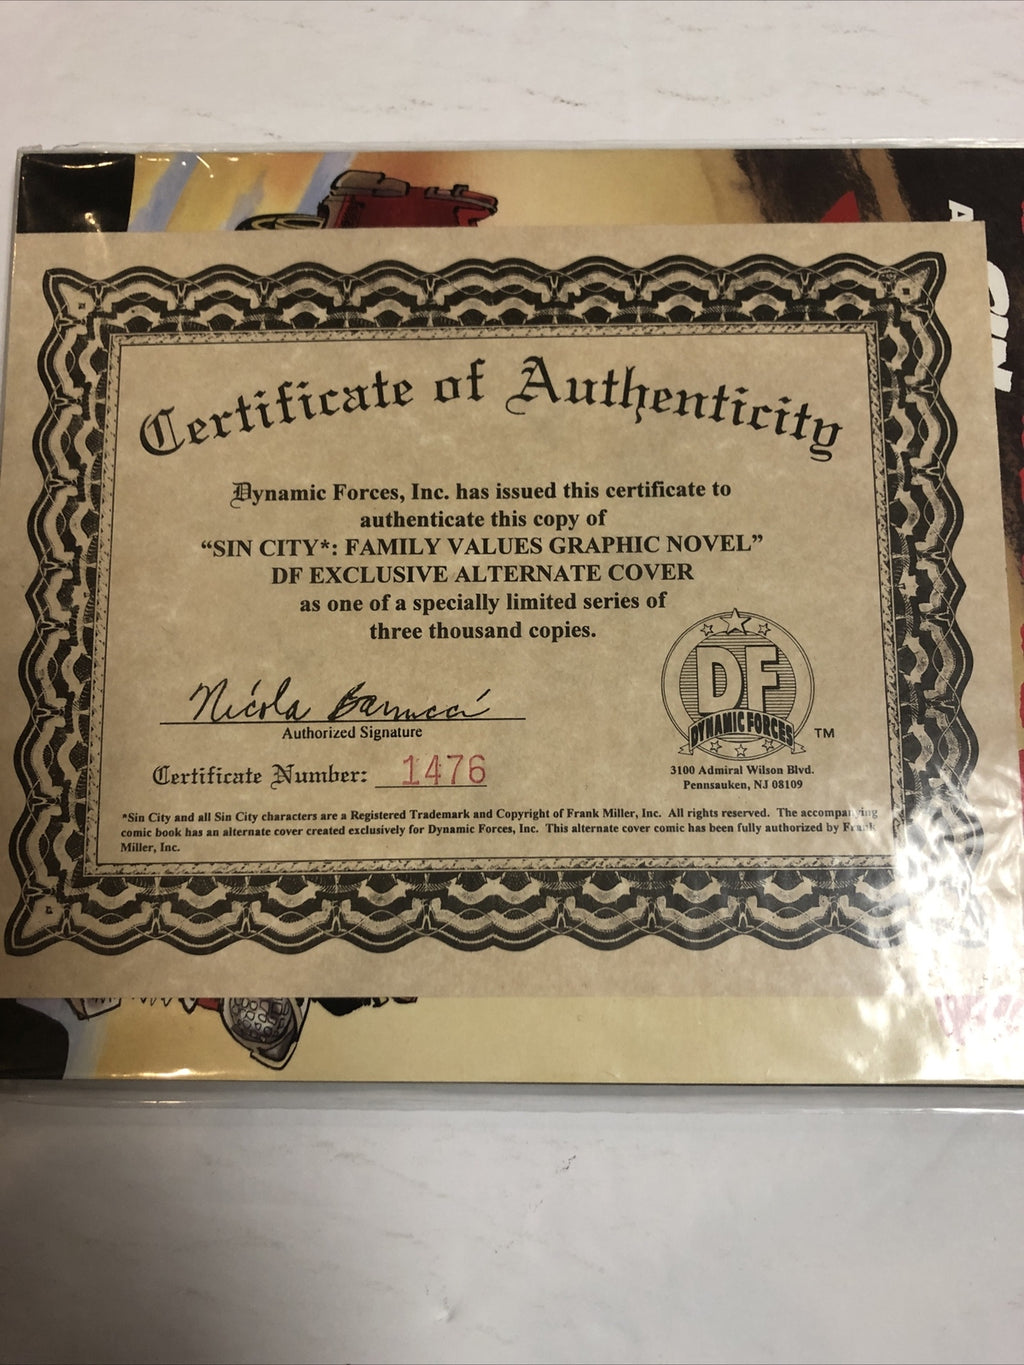 Certificate of Authenticity
Dynamic Forces, Inc. has issued this certificate to
authenticate this copy of
“SIN CITY*: FAMILY VALUES GRAPHIC NOVEL”
DF EXCLUSIVE ALTERNATE COVER
as one of a specially limited series of
three thousand copies.
Nicola Barrucci
Authorized Signature
Certificate Number: 1476
DF
DYNAMIC FORCES
TM
3100 Admiral Wilson Blvd.
Pennsauken, NJ 08109
*Sin City and all Sin City characters are a Registered Trademark and Copyright of Frank Miller, Inc. All rights reserved. The accompanying
comic book has an alternate cover created exclusively for Dynamic Forces, Inc. This alternate cover comic has been fully authorized by Frank
Miller, Inc.